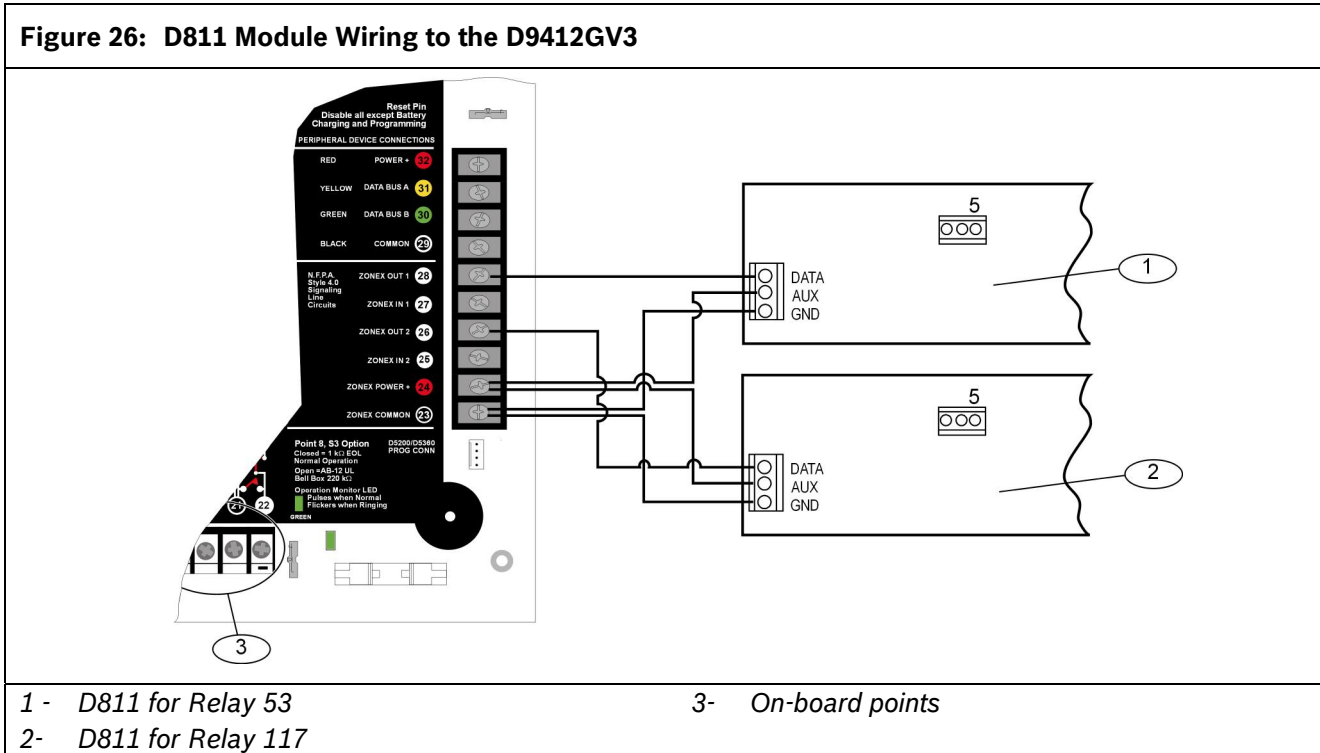 Figure 26: D811 Module Wiring to the D9412GV3
Reset Pin
Disable all except Battery
Charging and Programming
PERIPHERAL DEVICE CONNECTIONS
RED POWER + 32
YELLOW DATA BUS A 31
GREEN DATA BUS B 30
BLACK COMMON 29
N.F.P.A.
Style 4.0
Signaling
Line
Circuits
ZONEX OUT 1 28
ZONEX IN 1 27
ZONEX OUT 2 26
ZONEX IN 2 25
ZONEX POWER + 24
ZONEX COMMON 23
Point 8, S3 Option
Closed = 1 kΩ EOL
Normal Operation
Open =AB-12 UL
Bell Box 220 kΩ
Operation Monitor LED
Pulses when Normal
Flickers when Ringing
GREEN
D5200/D5360
PROG CONN
21 22
5
DATA
AUX
GND
1
5
DATA
AUX
GND
2
3
1 - D811 for Relay 53
2- D811 for Relay 117
3- On-board points